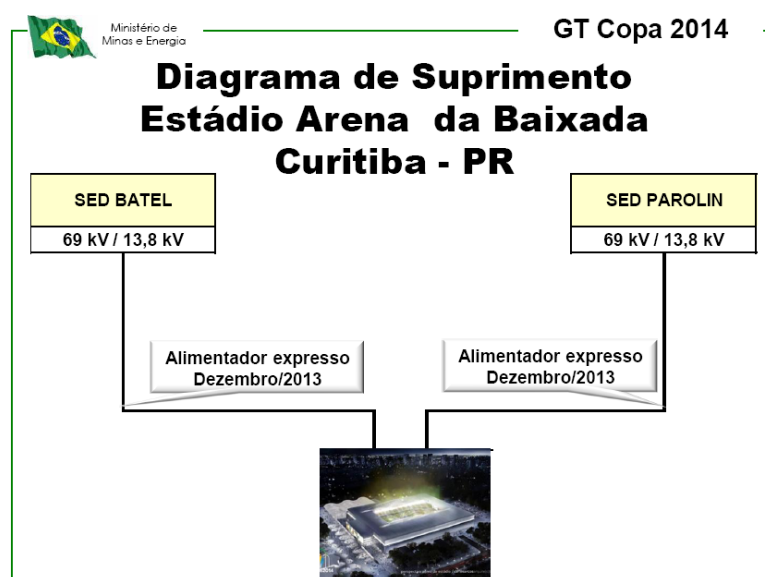 Ministério de
Minas e Energia
GT Copa 2014
Diagrama de Suprimento
Estádio Arena da Baixada
Curitiba - PR
SED BATEL
69 kV / 13,8 kV
SED PAROLIN
69 kV / 13,8 kV
Alimentador expresso
Dezembro/2013
Alimentador expresso
Dezembro/2013